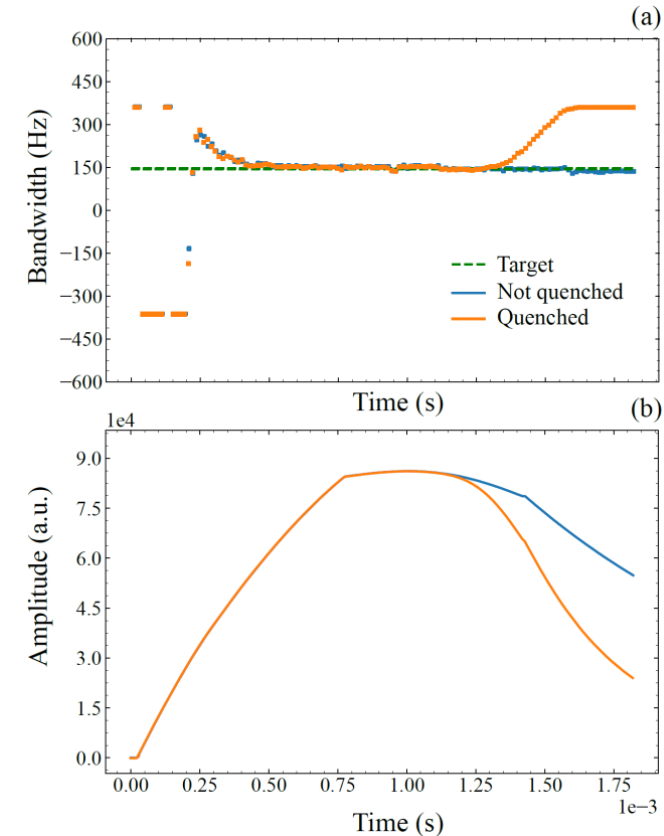 (a)
600
450
300
150
0
−150
−300
−450
−600
Bandwidth (Hz)
Target
Not quenched
Quenched
Time (s)
(b)
1e4
9.0
7.5
6.0
4.5
3.0
1.5
0.0
Amplitude (a.u.)
0.00 0.25 0.50 0.75 1.00 1.25 1.50 1.75
1e−3
Time (s)